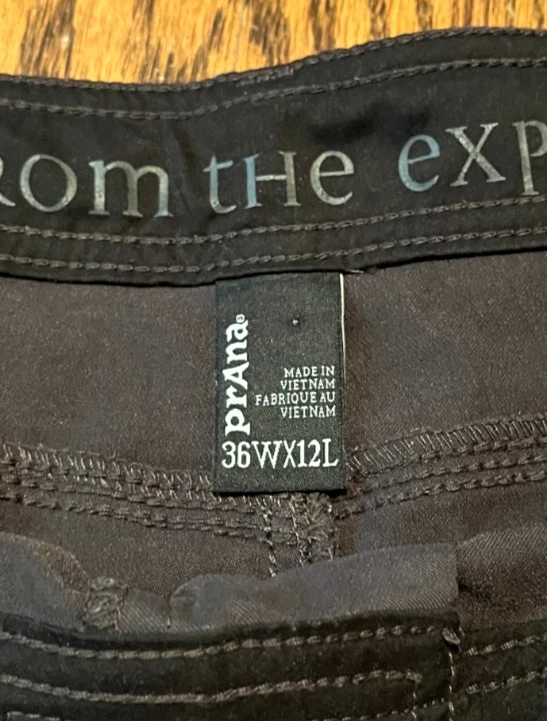 ROM tHe eXP
prAna®
MADE IN
VIETNAM
FABRIQUE AU
VIETNAM
36WX12L